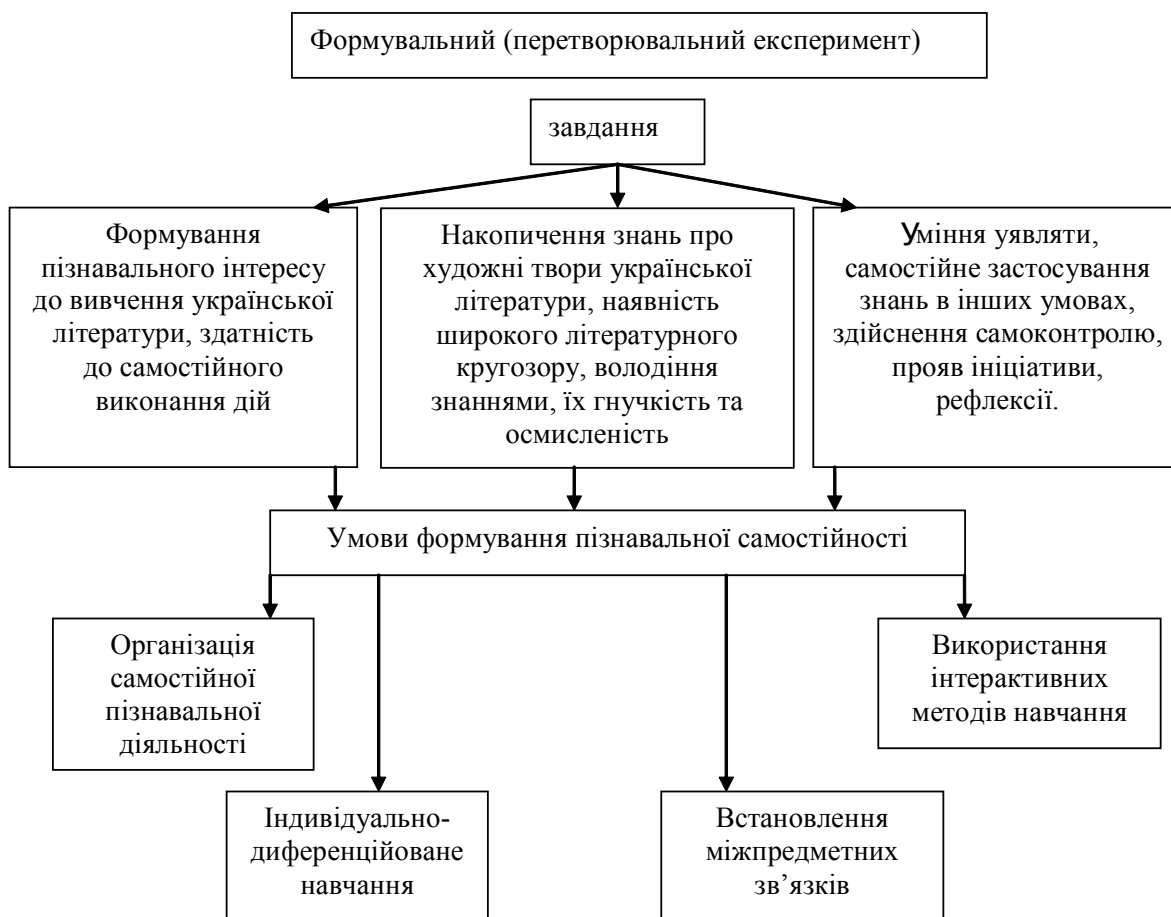 Формувальний (перетворювальний експеримент)
завдання
Формування
пізнавального інтересу
до вивчення української
літератури, здатність
до самостійного
виконання дій
Накопичення знань про
художні твори української
літератури, наявність
широкого літературного
кругозору, володіння
знаннями, їх гнучкість та
осмисленість
Уміння уявляти,
самостійне застосування
знань в інших умовах,
здійснення самоконтролю,
прояв ініціативи,
рефлексії.
Умови формування пізнавальної самостійності
Організація
самостійної
пізнавальної
діяльності
Індивідуально-
диференційоване
навчання
Встановлення
міжпредметних
зв’язків
Використання
інтерактивних
методів навчання